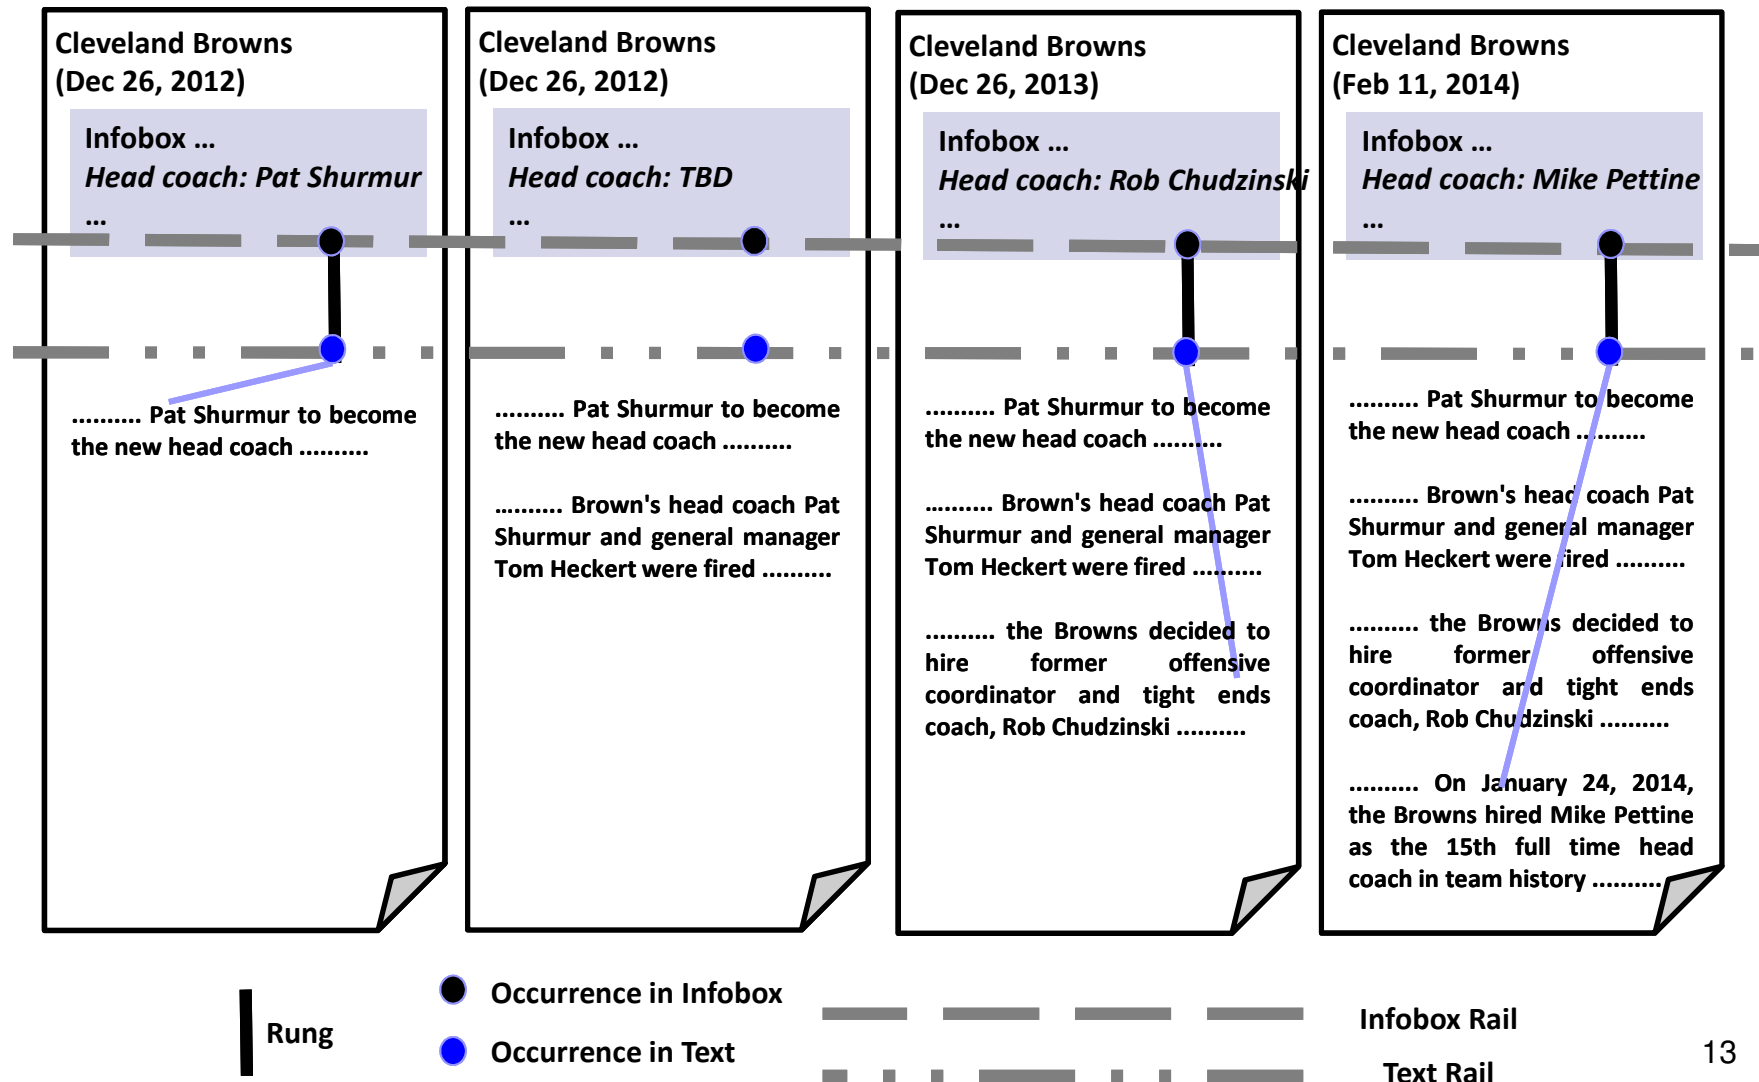 Cleveland Browns
(Dec 26, 2012)
Infobox ...
Head coach: Pat Shurmur
...
.......... Pat Shurmur to become
the new head coach ..........
Cleveland Browns
(Dec 26, 2012)
Infobox ...
Head coach: TBD
...
.......... Pat Shurmur to become
the new head coach ..........
.......... Brown's head coach Pat
Shurmur and general manager
Tom Heckert were fired ..........
Cleveland Browns
(Dec 26, 2013)
Infobox ...
Head coach: Rob Chudzinski
...
.......... Pat Shurmur to become
the new head coach ..........
.......... Brown's head coach Pat
Shurmur and general manager
Tom Heckert were fired ..........
.......... the Browns decided to
hire former offensive
coordinator and tight ends
coach, Rob Chudzinski ..........
Cleveland Browns
(Feb 11, 2014)
Infobox ...
Head coach: Mike Pettine
...
.......... Pat Shurmur to become
the new head coach ..........
.......... Brown's head coach Pat
Shurmur and general manager
Tom Heckert were fired ..........
.......... the Browns decided to
hire former offensive
coordinator and tight ends
coach, Rob Chudzinski ..........
.......... On January 24, 2014,
the Browns hired Mike Pettine
as the 15th full time head
coach in team history ..........
Rung
Occurrence in Infobox
Occurrence in Text
Infobox Rail
Text Rail
13